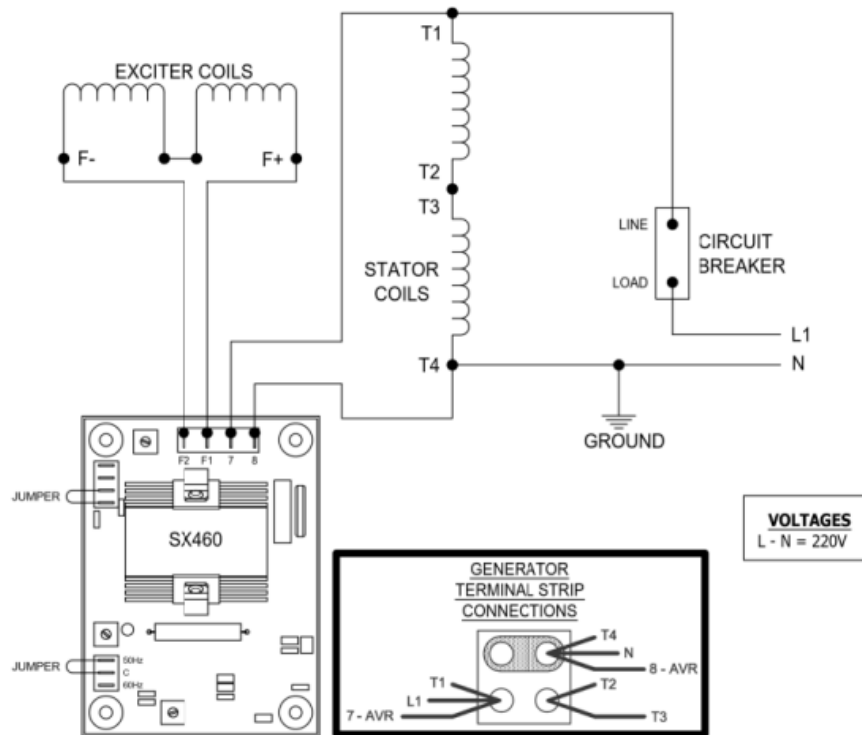 T1
EXCITER COILS
F-
F+
T2
T3
LINE
CIRCUIT
BREAKER
LOAD
STATOR
COILS
L1
T4
N
GROUND
F2 F1 7 8
JUMPER
SX460
VOLTAGES
L - N = 220V
GENERATOR
TERMINAL STRIP
CONNECTIONS
T4
N
8 - AVR
T1
T2
L1
7 - AVR
T3
JUMPER
50Hz
C
60Hz